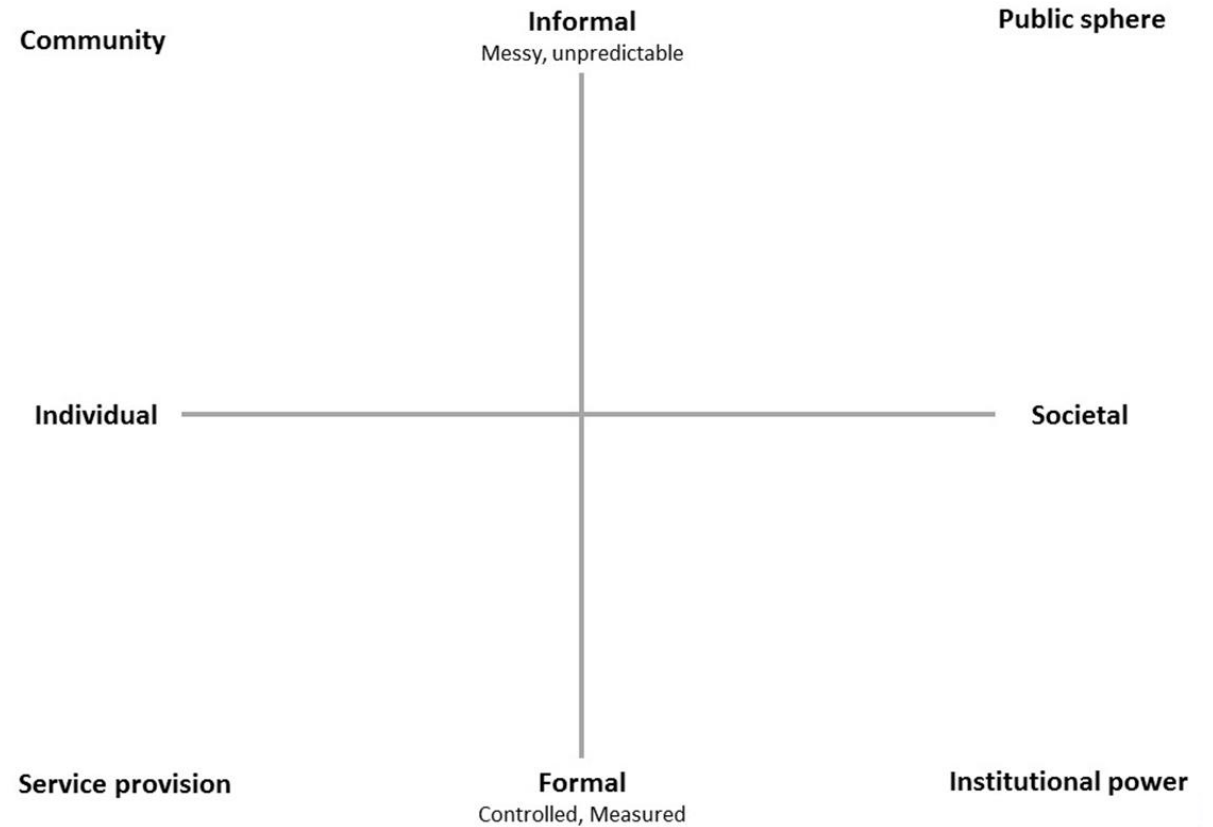 Community
Informal
Messy, unpredictable
Public sphere
Individual
Societal
Service provision
Formal
Controlled, Measured
Institutional power